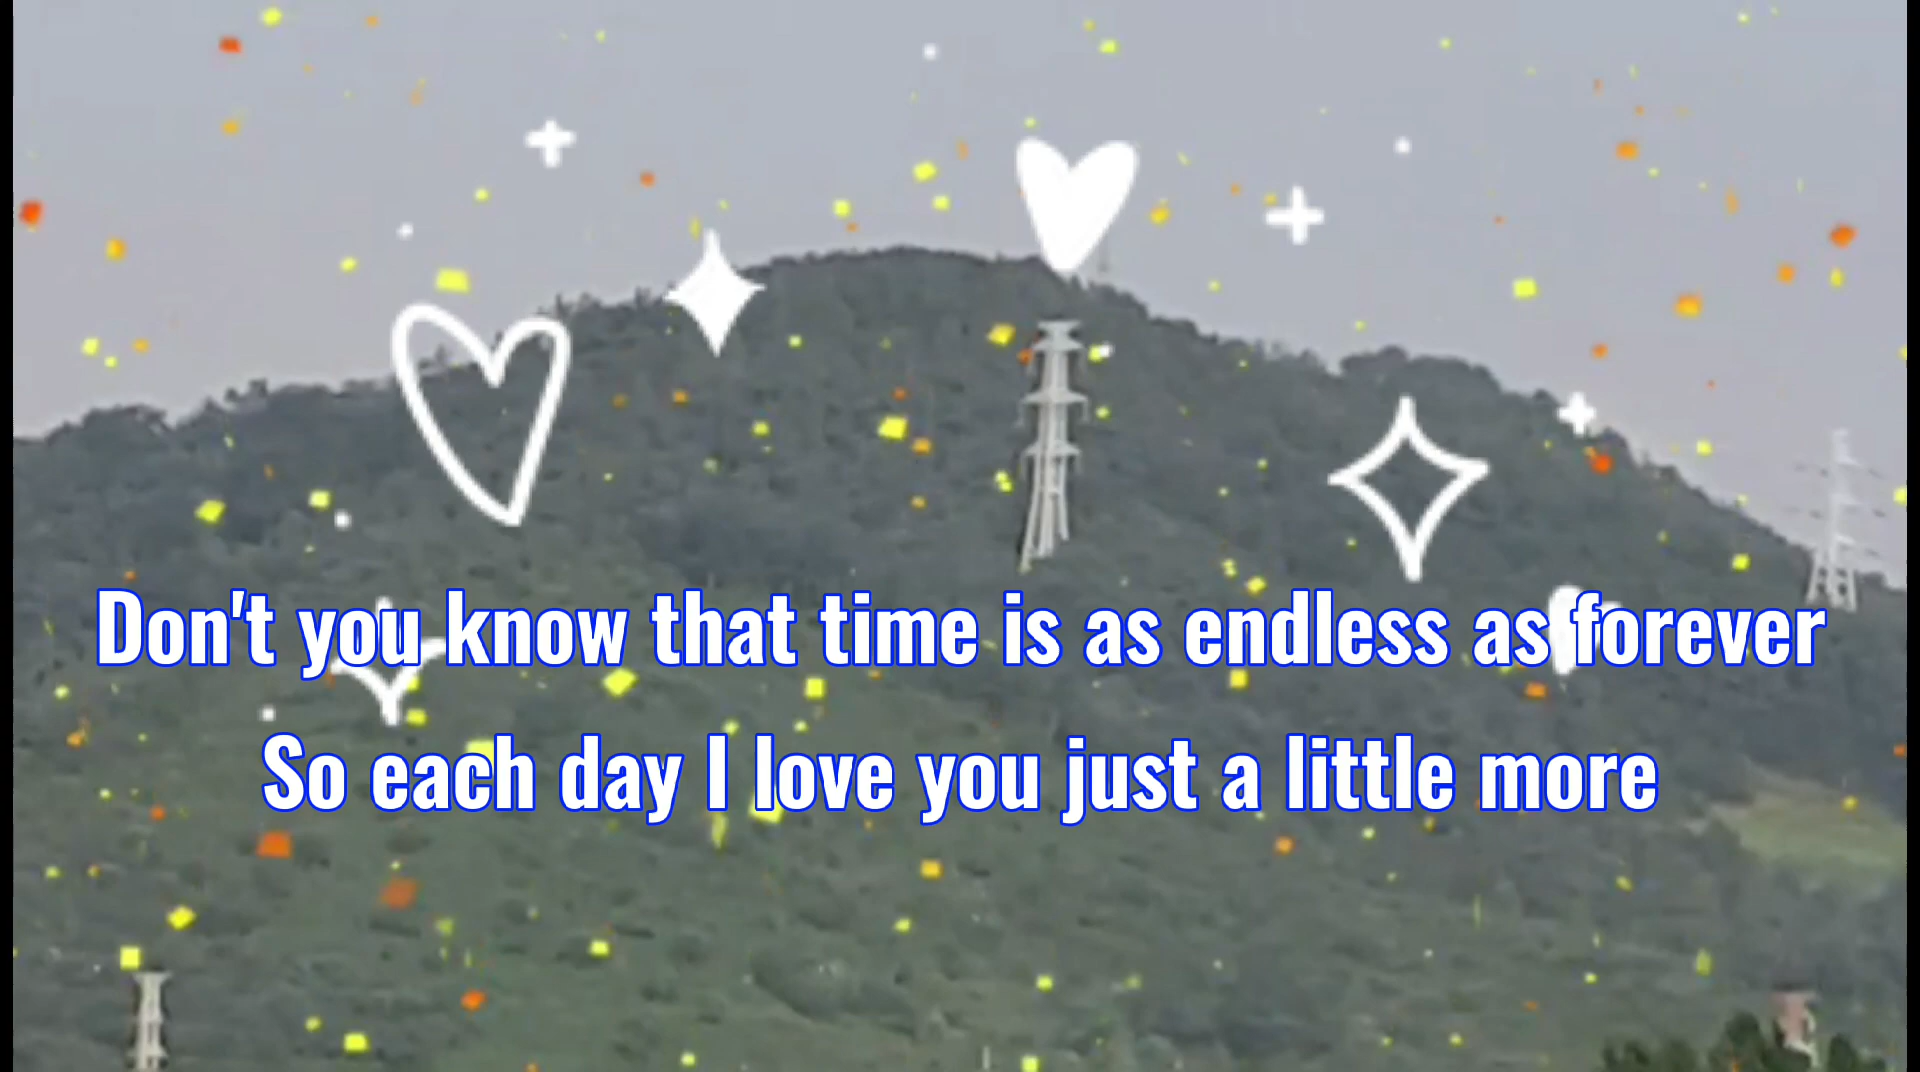 Don't you know that time is as endless as forever
So each day I love you just a little more